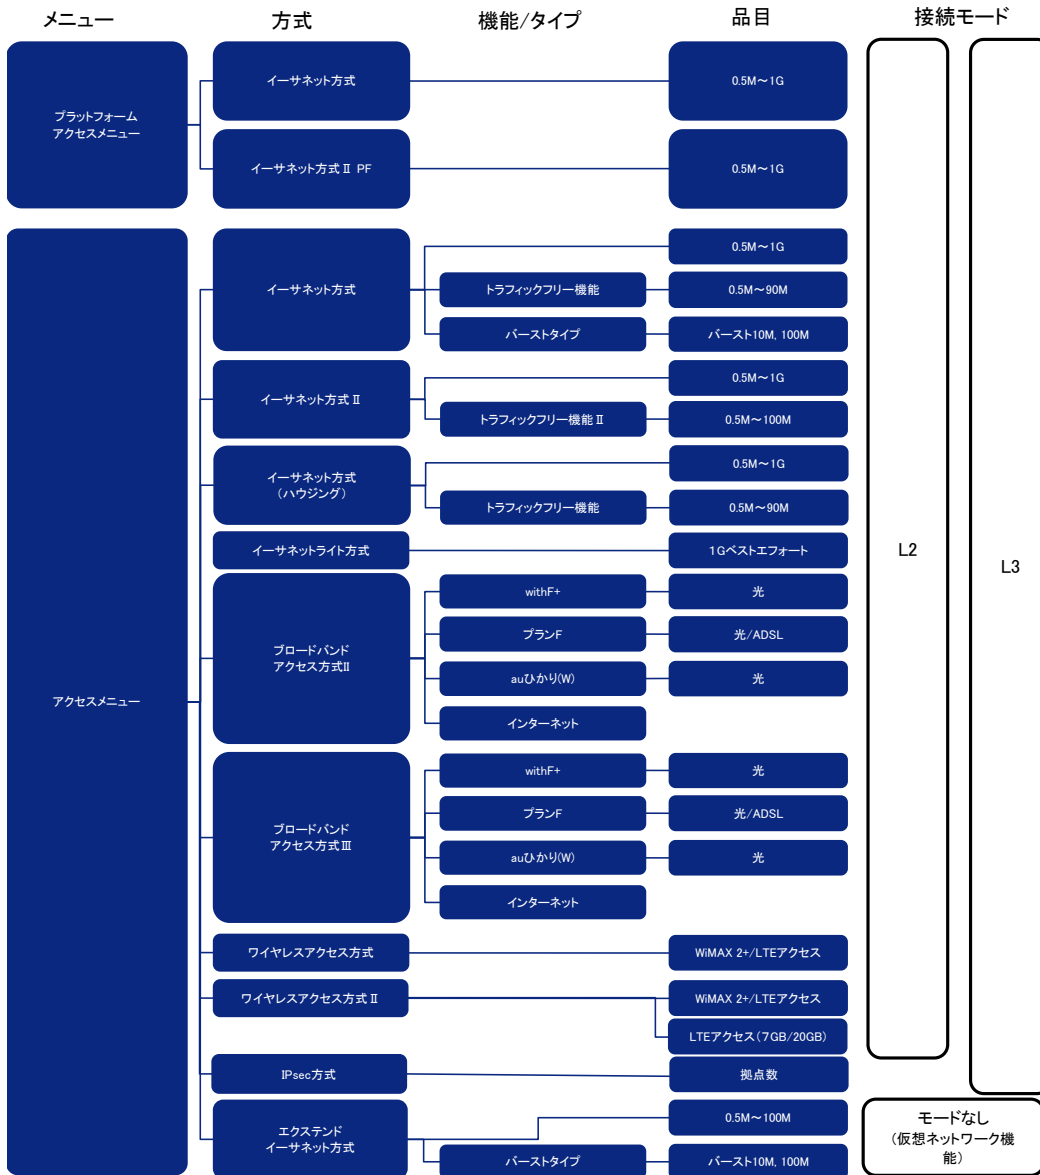 メニュー
方式
機能/タイプ
品目
接続モード
プラットフォーム
アクセスメニュー
イーサネット方式
0.5M～1G
イーサネット方式Ⅱ PF
0.5M～1G
アクセスメニュー
イーサネット方式
0.5M～1G
トラフィックフリー機能
0.5M～90M
バーストタイプ
バースト10M, 100M
イーサネット方式Ⅱ
0.5M～1G
トラフィックフリー機能Ⅱ
0.5M～100M
イーサネット方式
（ハウジング）
0.5M～1G
トラフィックフリー機能
0.5M～90M
イーサネットライト方式
1Gベストエフォート
ブロードバンド
アクセス方式Ⅱ
withF+
光
プランF
光/ADSL
auひかり(W)
光
インターネット
ブロードバンド
アクセス方式Ⅲ
withF+
光
プランF
光/ADSL
auひかり(W)
光
インターネット
ワイヤレスアクセス方式
WiMAX 2+/LTEアクセス
ワイヤレスアクセス方式Ⅱ
WiMAX 2+/LTEアクセス
LTEアクセス（7GB/20GB）
IPsec方式
拠点数
エクステンド
イーサネット方式
0.5M～100M
バーストタイプ
バースト10M, 100M
L2
L3
モードなし
（仮想ネットワーク機
能）